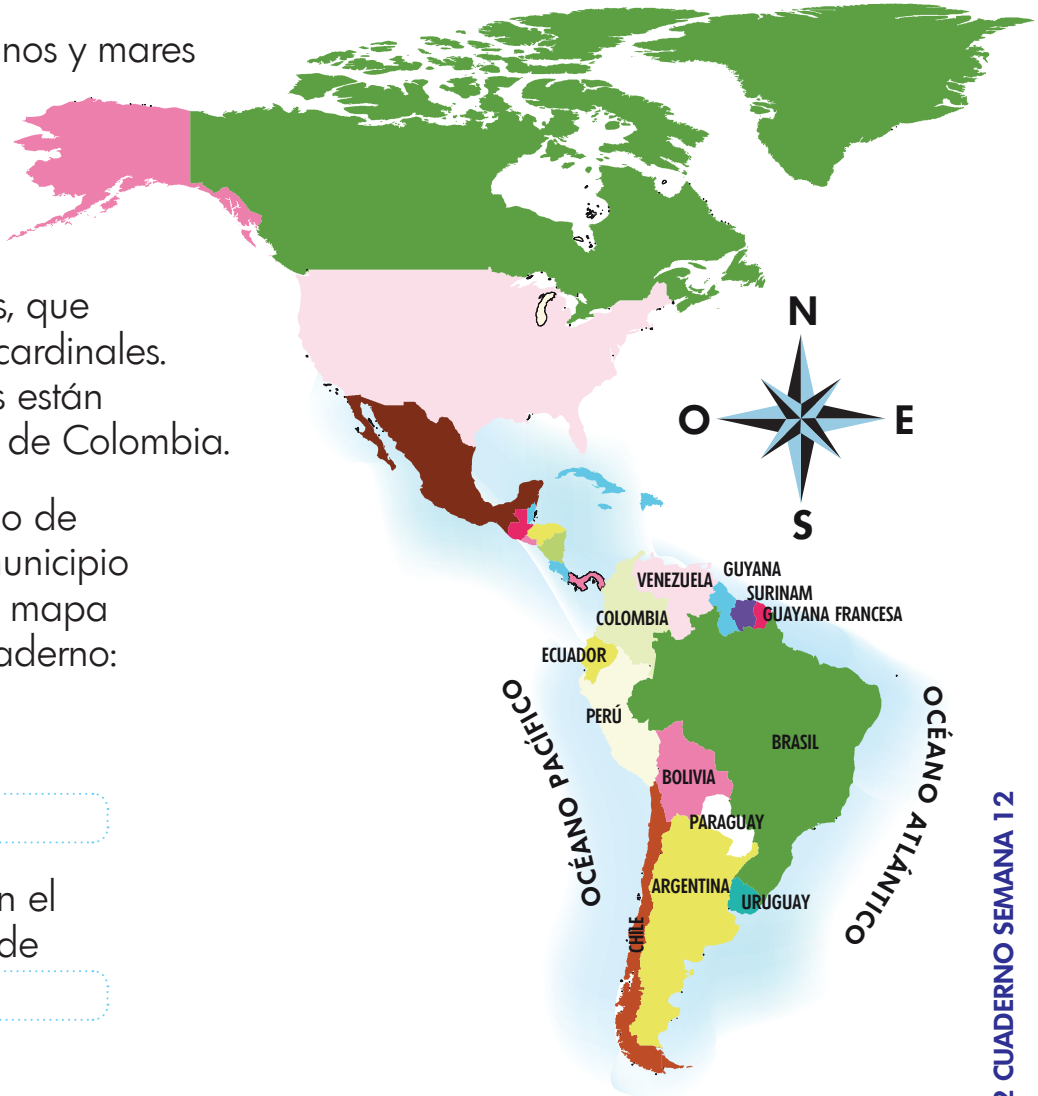 nos y mares
s, que
cardinales.
s están
de Colombia.
o de
unicipio
mapa
aderno:
n el
de
N
O
E
S
VENEZUELA
GUYANA
SURINAM
GUAYANA FRANCESA
COLOMBIA
ECUADOR
PERÚ
BRASIL
BOLIVIA
PARAGUAY
ARGENTINA
URUGUAY
CHILE
OCÉANO PACÍFICO
OCÉANO ATLÁNTICO
2 CUADERNO SEMANA 12